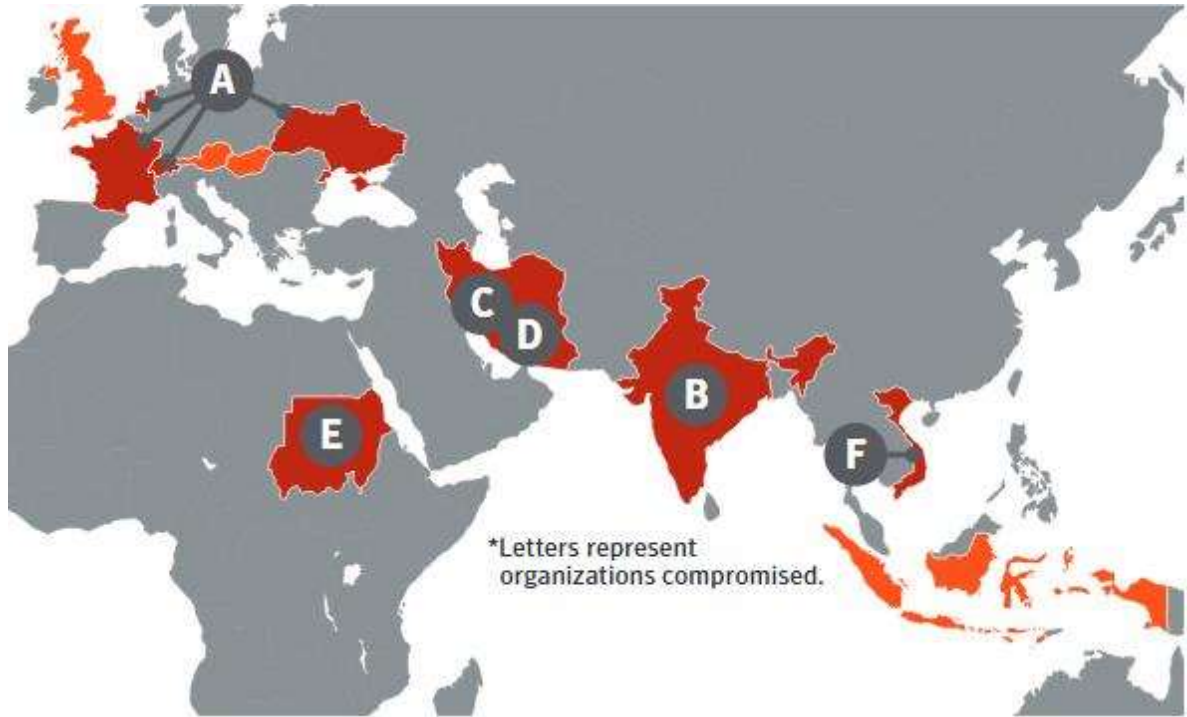 A
C
D
B
E
F
*Letters represent
organizations compromised.